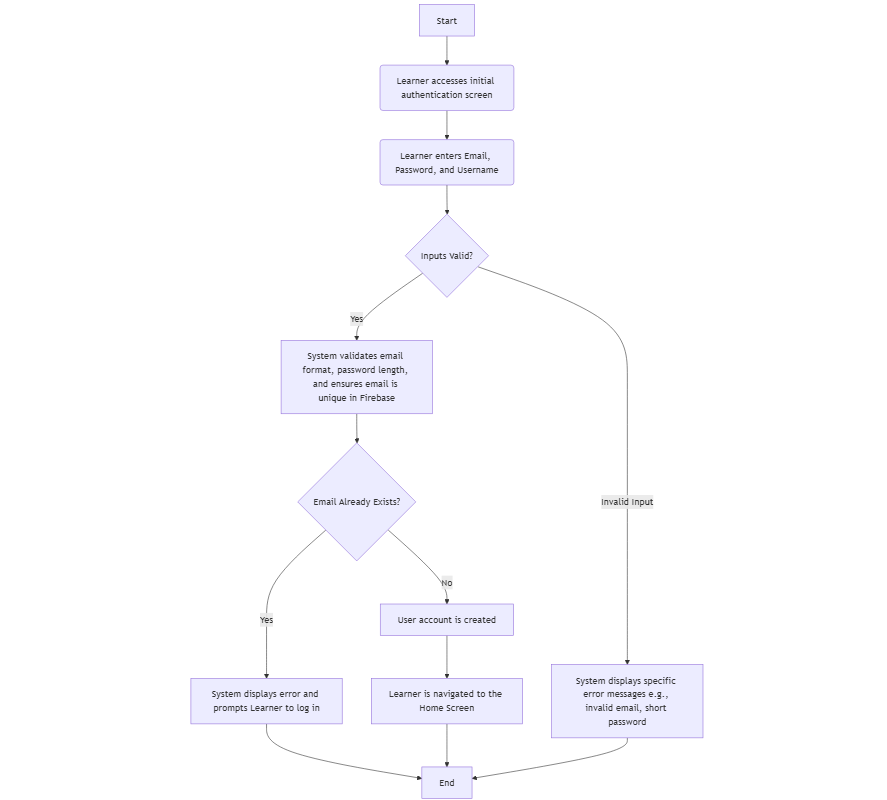 Start
Learner accesses initial
authentication screen
Learner enters Email,
Password, and Username
Inputs Valid?
Yes
System validates email
format, password length,
and ensures email is
unique in Firebase
Email Already Exists?
Invalid Input
No
Yes
User account is created
System displays error and
prompts Learner to log in
Learner is navigated to the
Home Screen
System displays specific
error messages e.g.,
invalid email, short
password
End